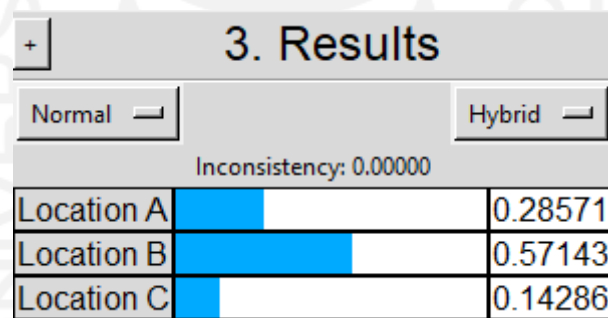 + 3. Results
Normal Hybrid
Inconsistency: 0.00000
Location A 0.28571
Location B 0.57143
Location C 0.14286